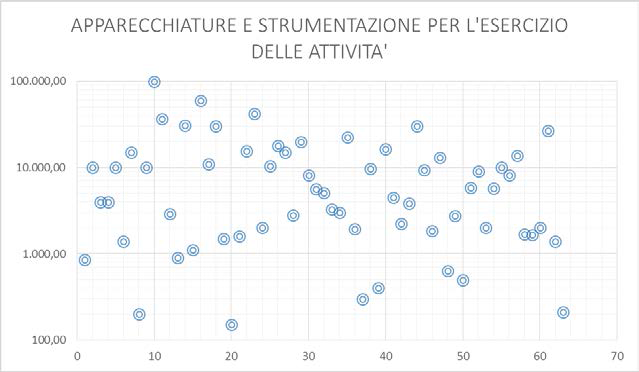 APPARECCHIATURE E STRUMENTAZIONE PER L'ESERCIZIO
DELLE ATTIVITA'
100.000,00
10.000,00
1.000,00
100,00
0 10 20 30 40 50 60 70